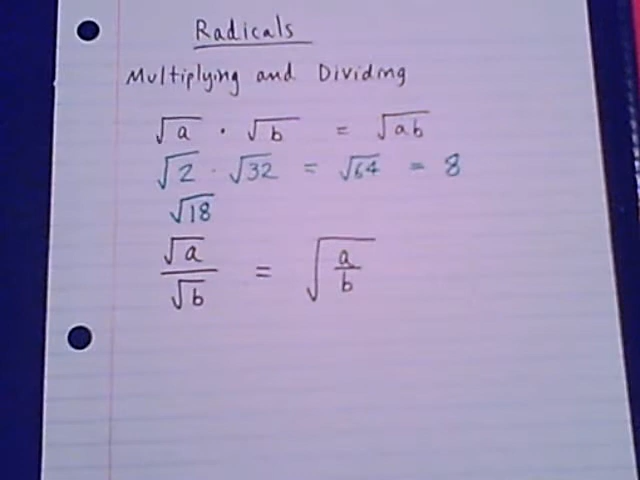 Radicals
Multiplying and Dividing
√a · √b = √ab
√2 · √32 = √64 = 8
√18
√a/√b = √(a/b)